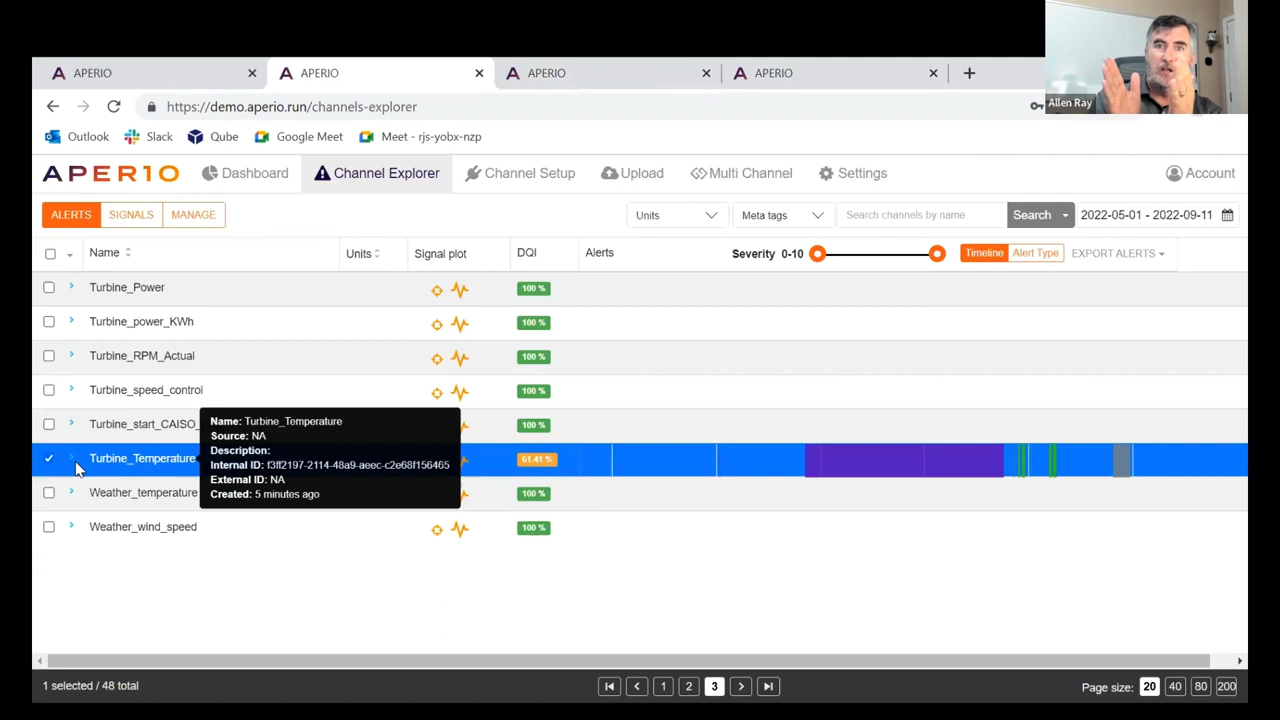 APERIO
APERIO
APERIO
APERIO
Allen Ray
https://demo.aperio.run/channels-explorer
Outlook
Slack
Qube
Google Meet
Meet - rjs-yobx-nzp
APERIO
Dashboard
Channel Explorer
Channel Setup
Upload
Multi Channel
Settings
Account
ALERTS
SIGNALS
MANAGE
Units
Meta tags
Search channels by name
Search
2022-05-01 - 2022-09-11
Name
Units
Signal plot
DQI
Alerts
Severity 0-10
Timeline
Alert Type
EXPORT ALERTS
Turbine_Power
100 %
Turbine_power_KWh
100 %
Turbine_RPM_Actual
100 %
Turbine_speed_control
100 %
Turbine_start_CAISO_
100 %
Turbine_Temperature
61.41 %
Name: Turbine_Temperature
Source: NA
Description:
Internal ID: f3ff2197-2114-48a9-aeec-c2e68f156465
External ID: NA
Created: 5 minutes ago
Weather_temperature
100 %
Weather_wind_speed
100 %
1 selected / 48 total
1
2
3
Page size:
20
40
80
200